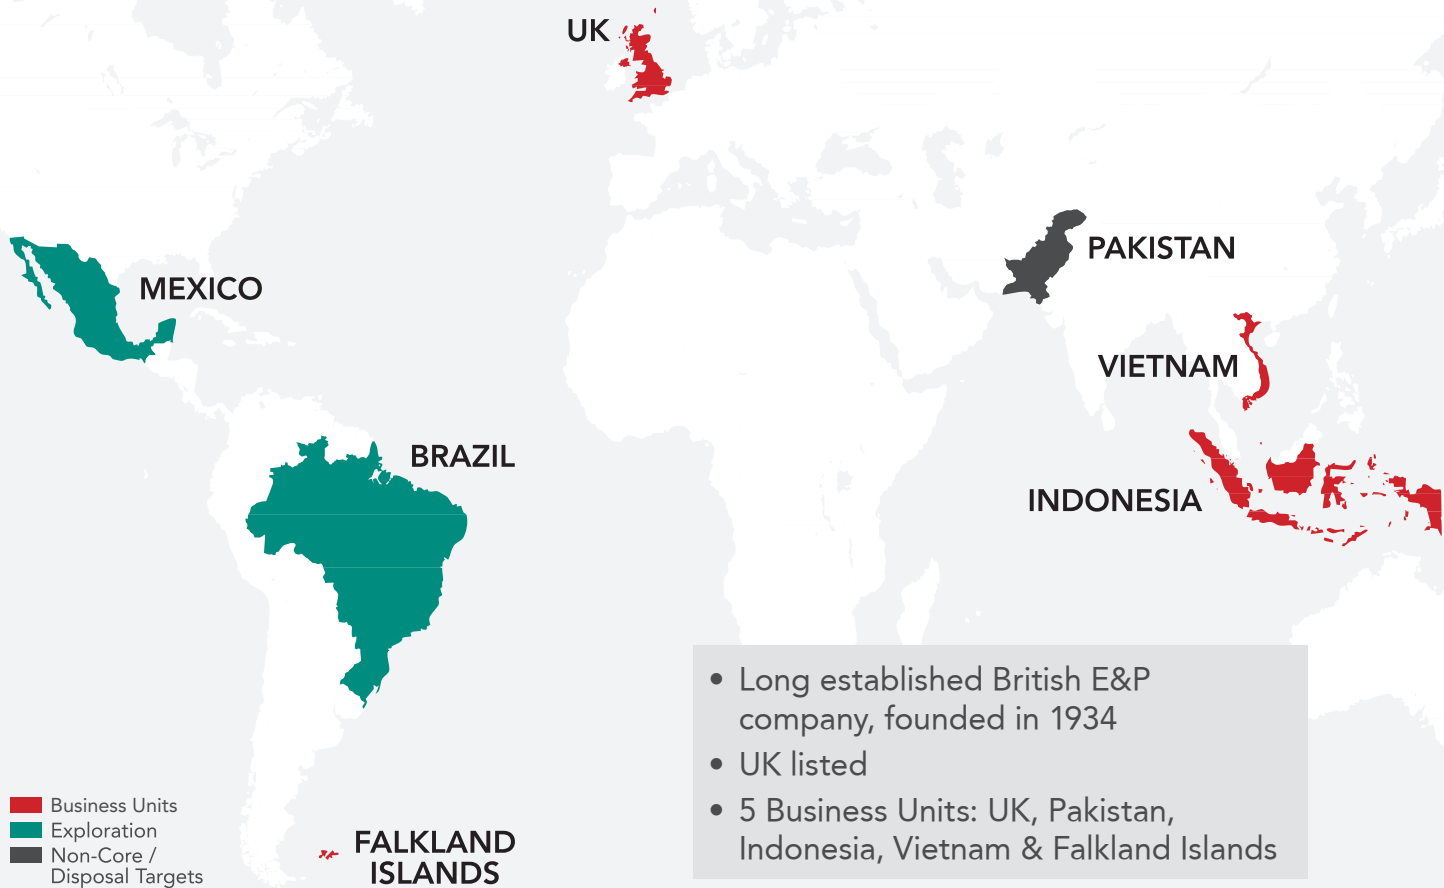 UK
PAKISTAN
MEXICO
VIETNAM
BRAZIL
INDONESIA
• Long established British E&P
company, founded in 1934
• UK listed
• 5 Business Units: UK, Pakistan,
Indonesia, Vietnam & Falkland Islands
Business Units
Exploration
Non-Core /
Disposal Targets
FALKLAND
ISLANDS